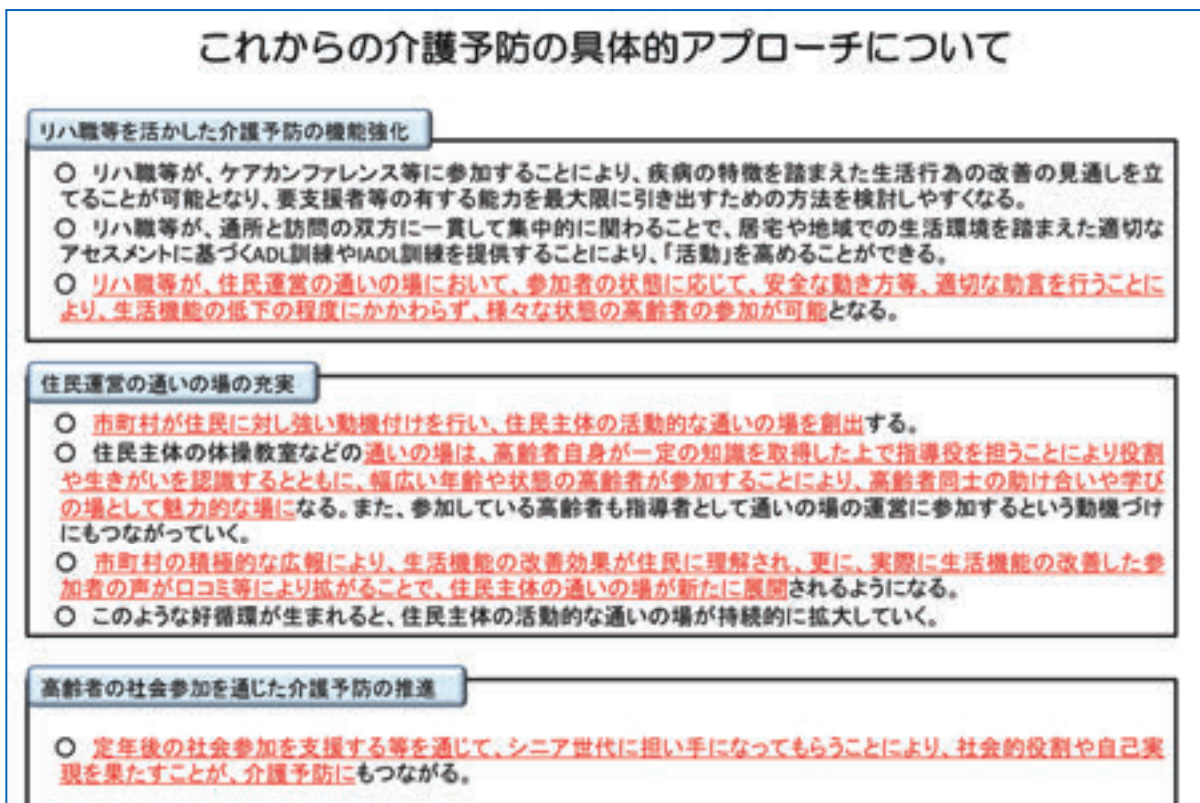 これからの介護予防の具体的アプローチについて
リハ職等を活かした介護予防の機能強化
○ リハ職等が、ケアカンファレンス等に参加することにより、疾病の特徴を踏まえた生活行為の改善の見通しを立
てることが可能となり、要支援者等の有する能力を最大限に引き出すための方法を検討しやすくなる。
○ リハ職等が、通所と訪問の双方に一貫して集中的に関わることで、居宅や地域での生活環境を踏まえた適切な
アセスメントに基づくADL訓練やIADL訓練を提供することにより、「活動」を高めることができる。
○ リハ職等が、住民運営の通いの場において、参加者の状態に応じて、安全な動き方等、適切な助言を行うことに
より、生活機能の低下の程度にかかわらず、様々な状態の高齢者の参加が可能となる。
住民運営の通いの場の充実
○ 市町村が住民に対し強い動機付けを行い、住民主体の活動的な通いの場を創出する。
○ 住民主体の体操教室などの通いの場は、高齢者自身が一定の知識を取得した上で指導役を担うことにより役割
や生きがいを認識するとともに、幅広い年齢や状態の高齢者が参加することにより、高齢者同士の助け合いや学び
の場として魅力的な場になる。また、参加している高齢者も指導者として通いの場の運営に参加するという動機づけ
にもつながっていく。
○ 市町村の積極的な広報により、生活機能の改善効果が住民に理解され、更に、実際に生活機能の改善した参
加者の声が口コミ等により拡がることで、住民主体の通いの場が新たに展開されるようになる。
○ このような好循環が生まれると、住民主体の活動的な通いの場が持続的に拡大していく。
高齢者の社会参加を通じた介護予防の推進
○ 定年後の社会参加を支援する等を通じて、シニア世代に担い手になってもらうことにより、社会的役割や自己実
現を果たすことが、介護予防にもつながる。